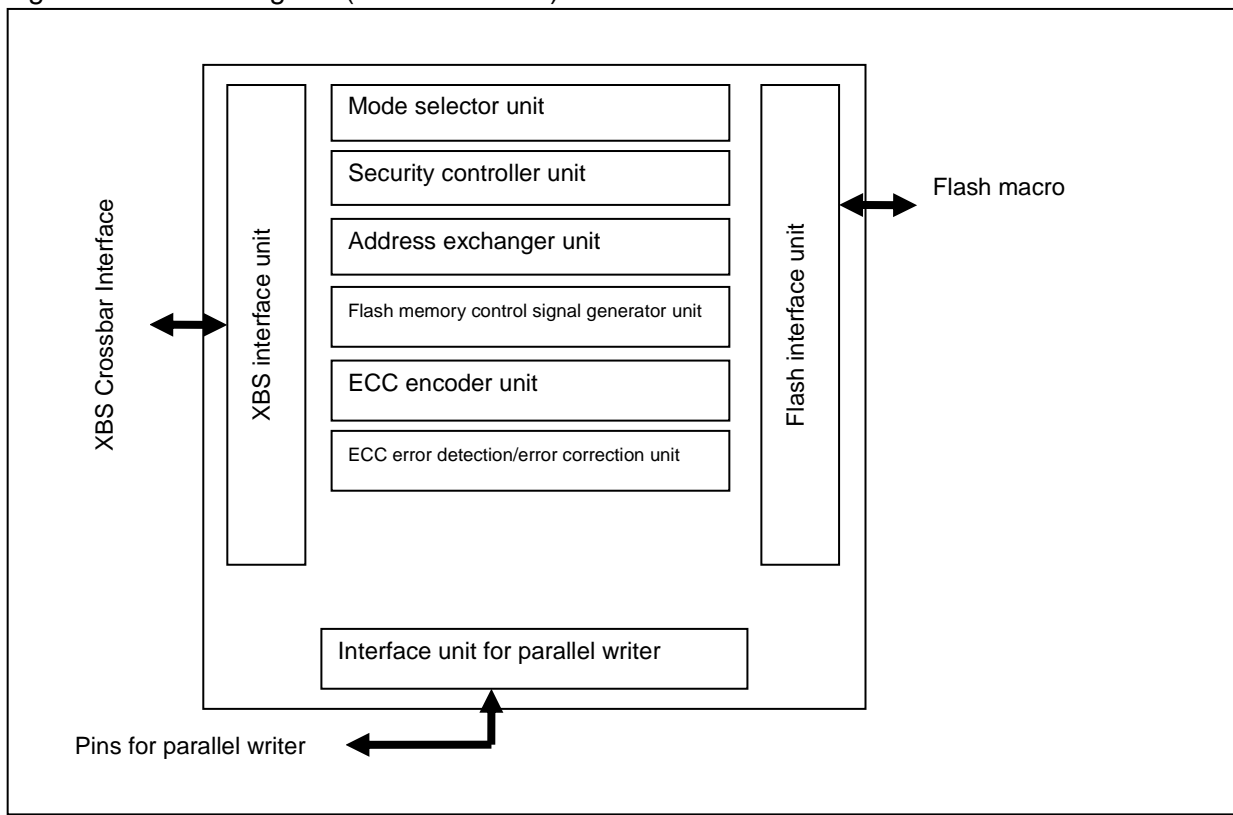 Mode selector unit
Security controller unit
Address exchanger unit
Flash memory control signal generator unit
ECC encoder unit
ECC error detection/error correction unit
XBS Crossbar Interface
XBS interface unit
Flash interface unit
Flash macro
Interface unit for parallel writer
Pins for parallel writer